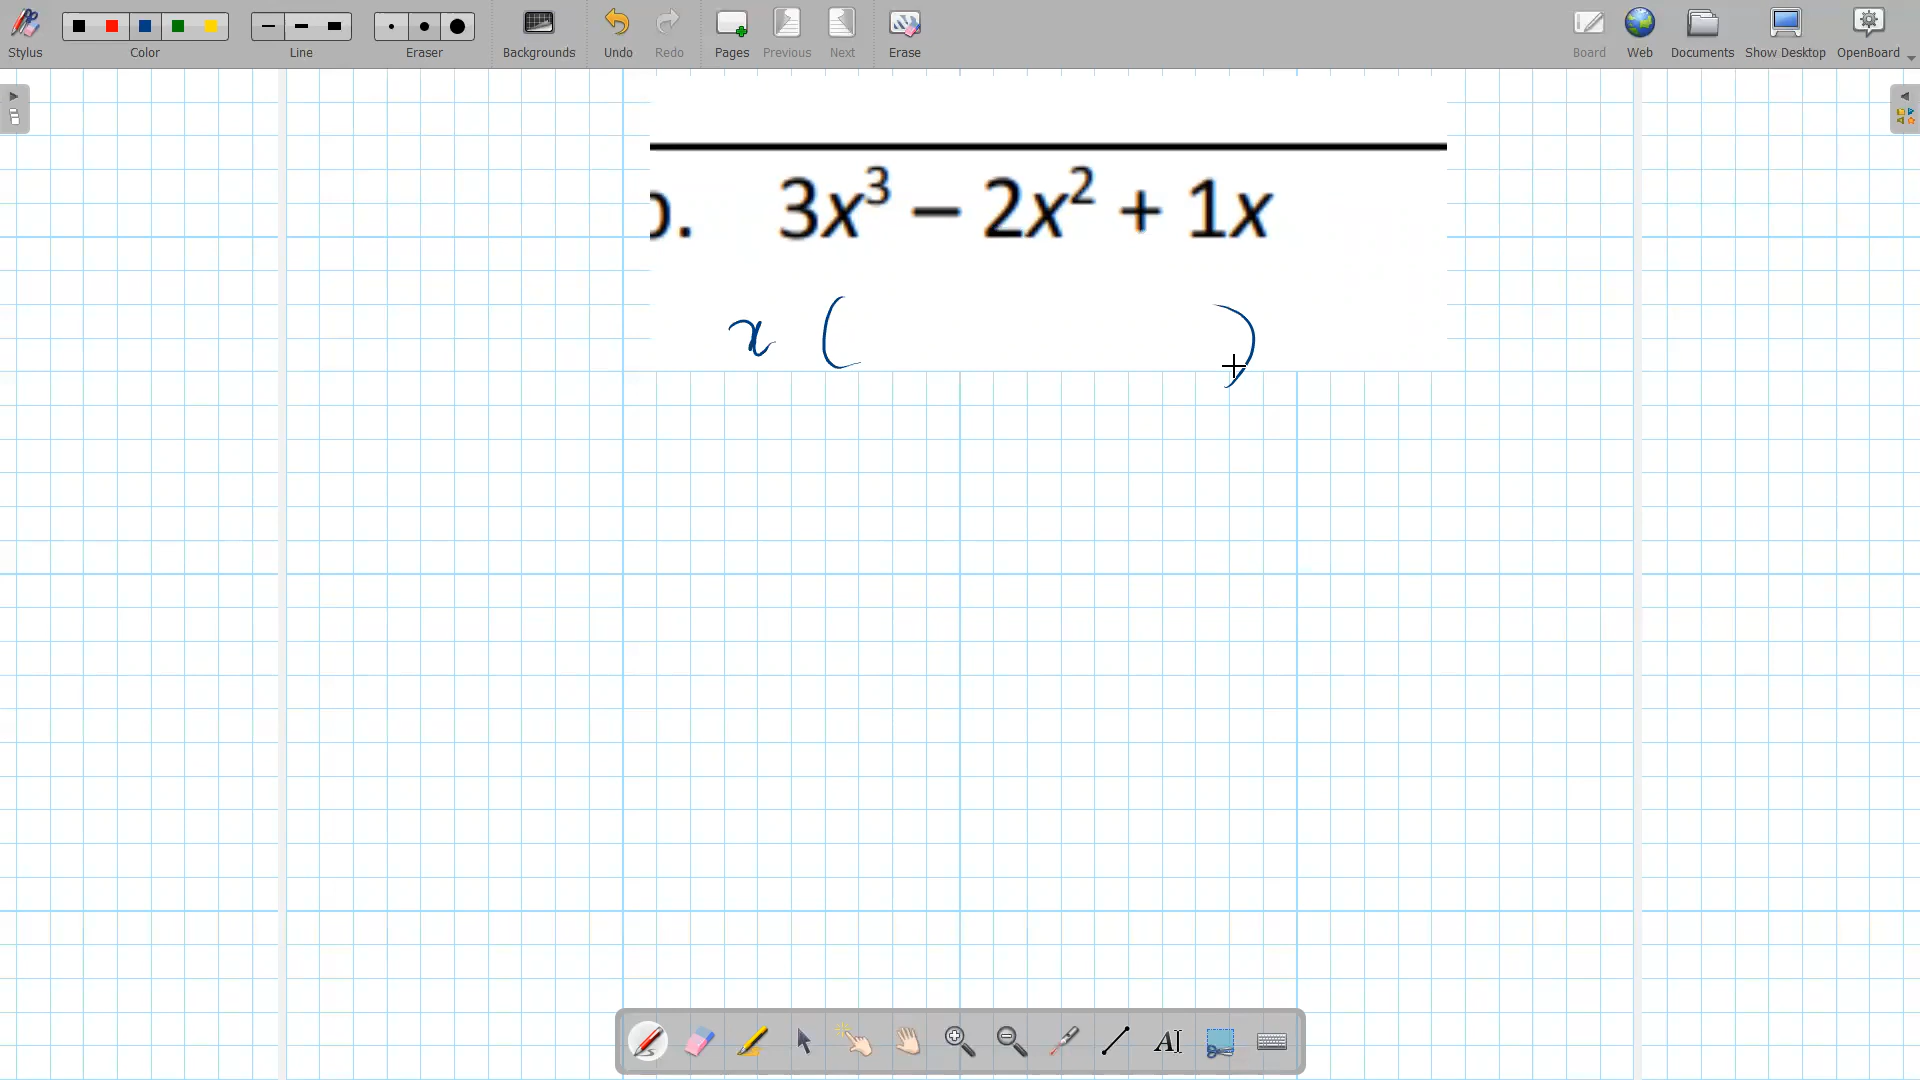 Stylus Color Line Eraser Backgrounds Undo Redo Pages Previous Next Erase Board Web Documents Show Desktop OpenBoard
. 3x³ − 2x² + 1x
x ( )
AI